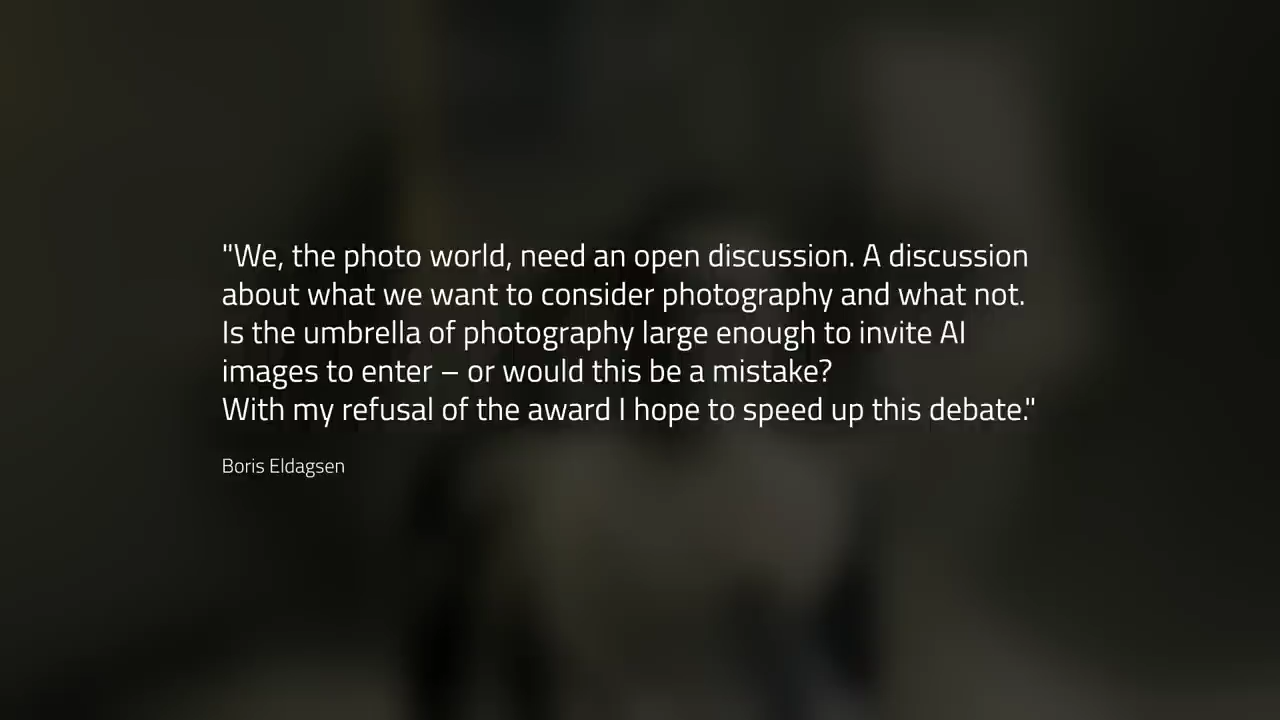 "We, the photo world, need an open discussion. A discussion
about what we want to consider photography and what not.
Is the umbrella of photography large enough to invite AI
images to enter – or would this be a mistake?
With my refusal of the award I hope to speed up this debate."
Boris Eldagsen